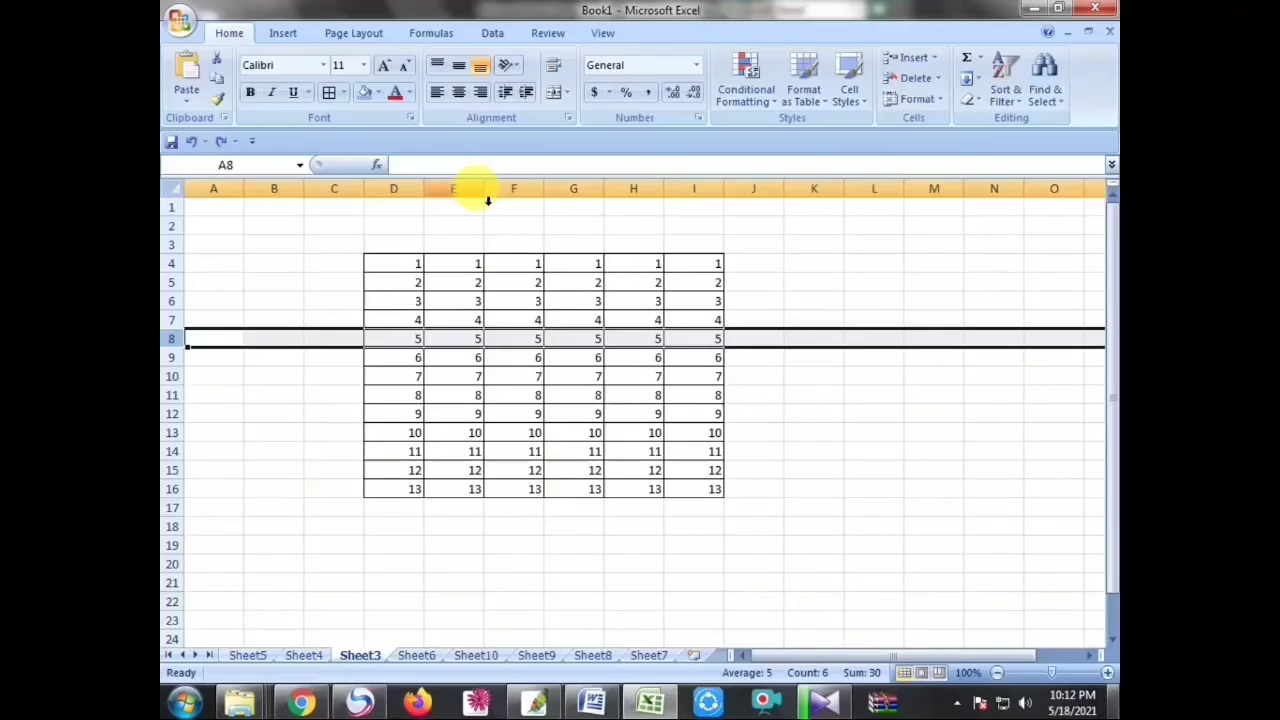 Book1 - Microsoft Excel
Home Insert Page Layout Formulas Data Review View
Calibri 11 General Insert
Paste Conditional Formatting Format as Table Cell Styles Delete Sort & Filter Find & Select
Format
Clipboard Font Alignment Number Styles Cells Editing
A8 fx
A B C D E F G H I J K L M N O
1
2
3
4 1 1 1 1 1 1
5 2 2 2 2 2 2
6 3 3 3 3 3 3
7 4 4 4 4 4 4
8 5 5 5 5 5 5
9 6 6 6 6 6 6
10 7 7 7 7 7 7
11 8 8 8 8 8 8
12 9 9 9 9 9 9
13 10 10 10 10 10 10
14 11 11 11 11 11 11
15 12 12 12 12 12 12
16 13 13 13 13 13 13
17
18
19
20
21
22
23
24
Sheet5 Sheet4 Sheet3 Sheet6 Sheet10 Sheet9 Sheet8 Sheet7
Ready Average: 5 Count: 6 Sum: 30 100%
10:12 PM
5/18/2021